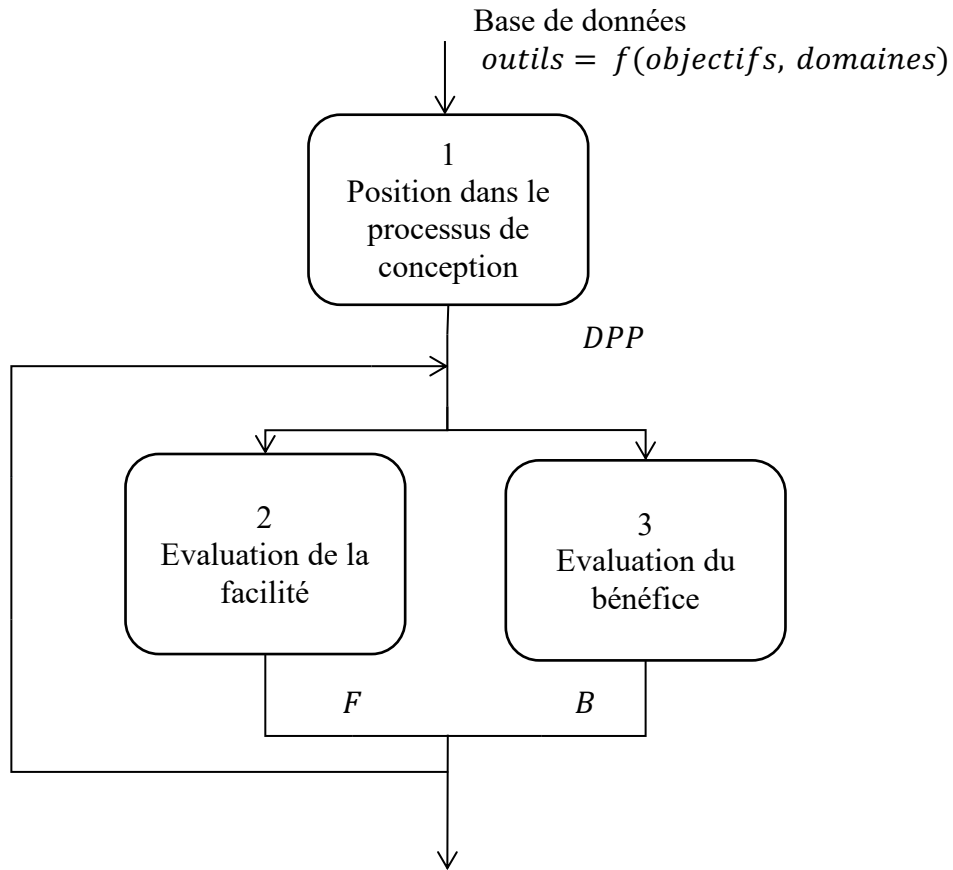 Base de données
outils = f(objectifs, domaines)
1
Position dans le
processus de
conception
DPP
2
Evaluation de la
facilité
3
Evaluation du
bénéfice
F
B